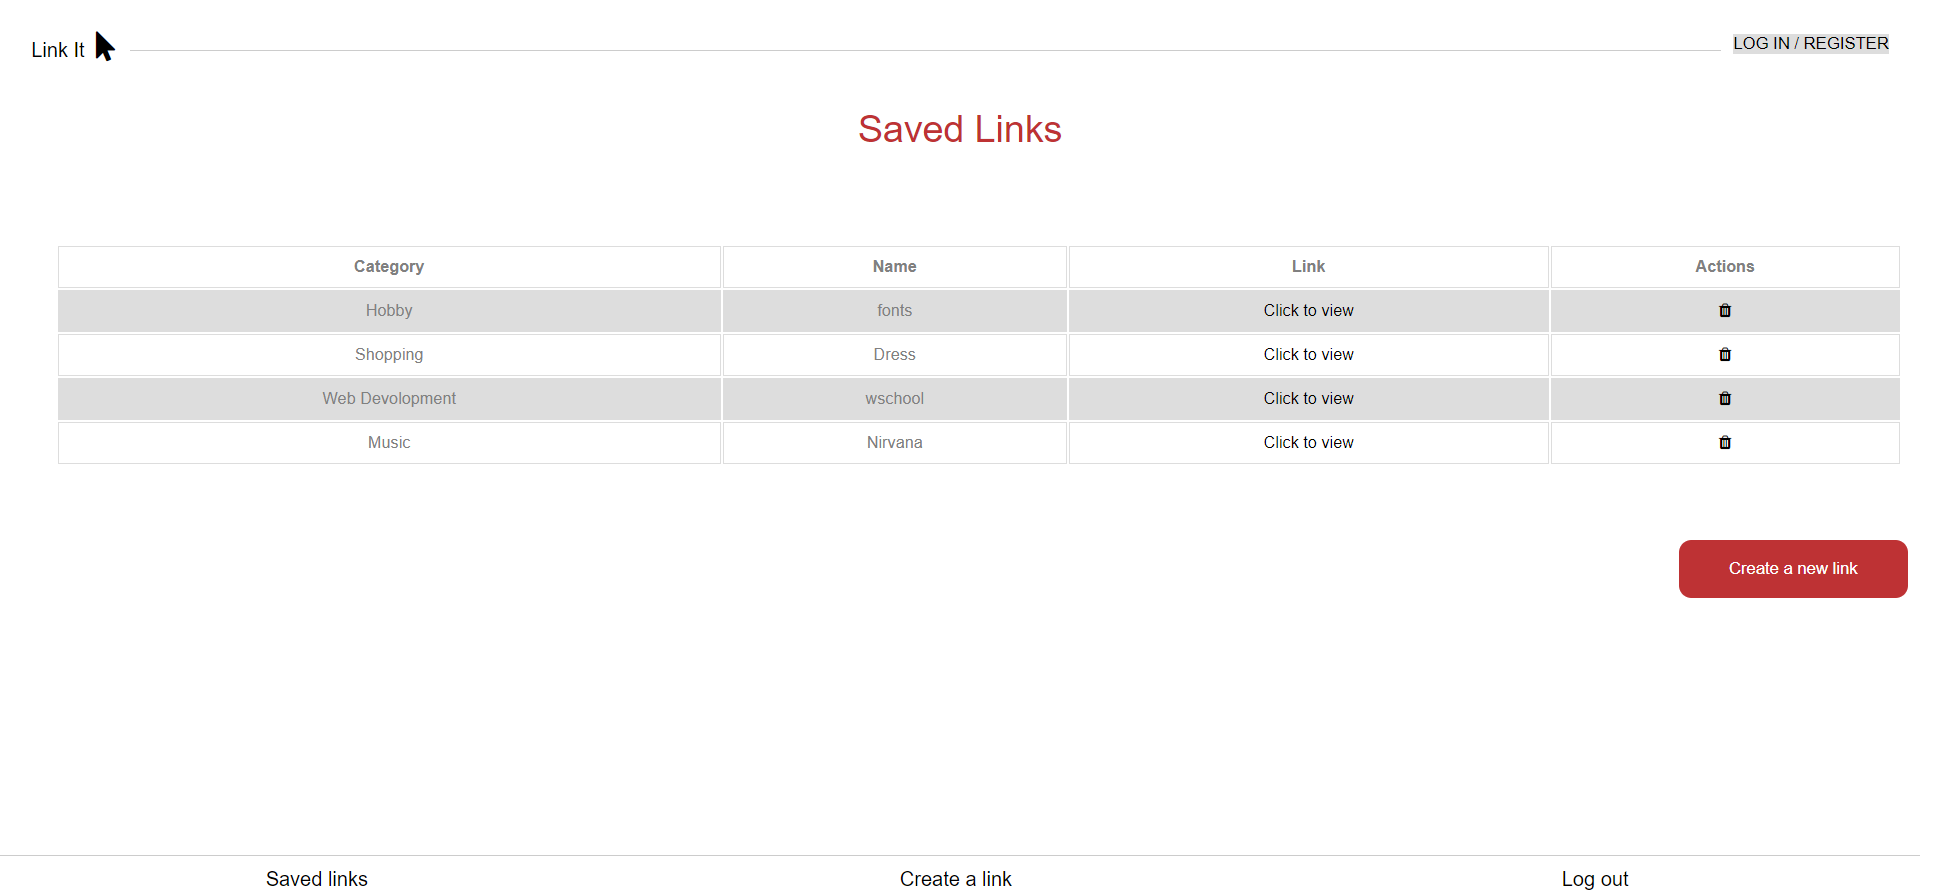 Link It
LOG IN / REGISTER
Saved Links
Category Name Link Actions
Hobby fonts Click to view
Shopping Dress Click to view
Web Devolopment wschool Click to view
Music Nirvana Click to view
Create a new link
Saved links Create a link Log out